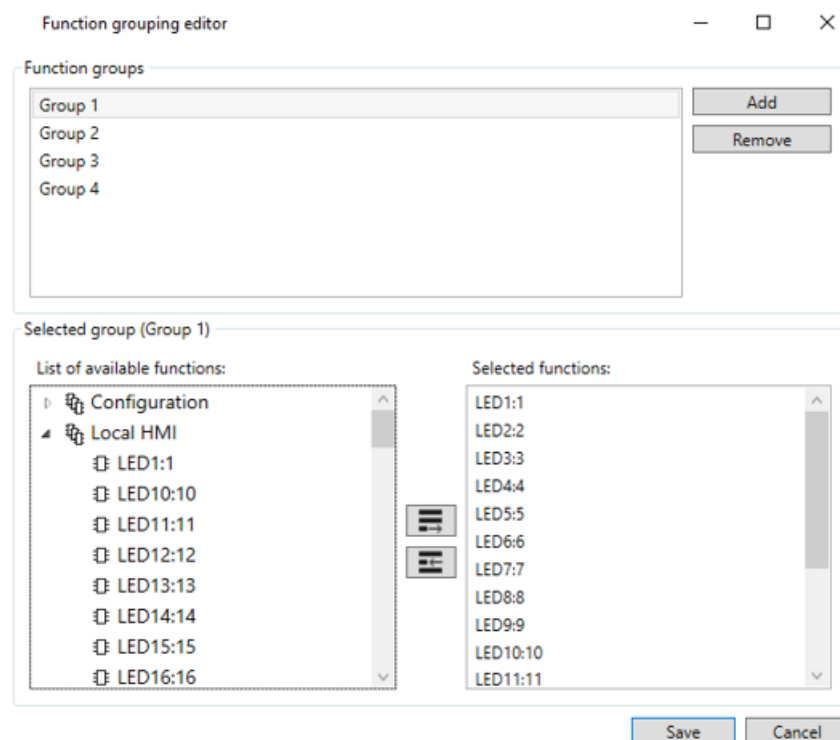 Function grouping editor
Function groups
Group 1
Group 2
Group 3
Group 4
Add
Remove
Selected group (Group 1)
List of available functions:
Configuration
Local HMI
LED1:1
LED10:10
LED11:11
LED12:12
LED13:13
LED14:14
LED15:15
LED16:16
Selected functions:
LED1:1
LED2:2
LED3:3
LED4:4
LED5:5
LED6:6
LED7:7
LED8:8
LED9:9
LED10:10
LED11:11
Save
Cancel